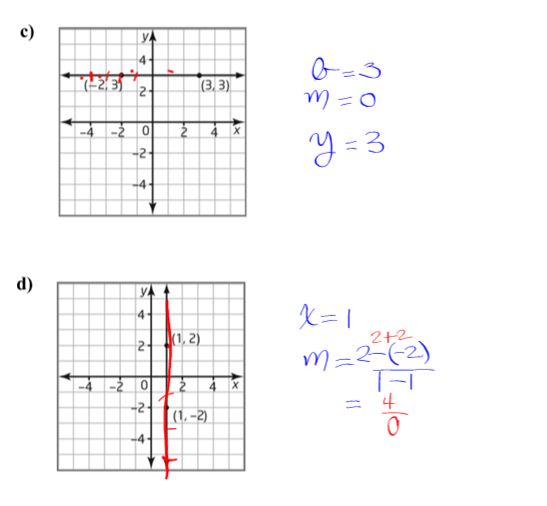 c)
y
4
(-2, 3)
(3, 3)
2
-4 -2 0 2 4 x
-2
-4
b = 3
m = 0
y = 3
d)
y
4
2
(1, 2)
-4 -2 0 2 4 x
-2
(1, -2)
-4
x = 1
2+2
m = 2-(-2)
1-1
= 4
0